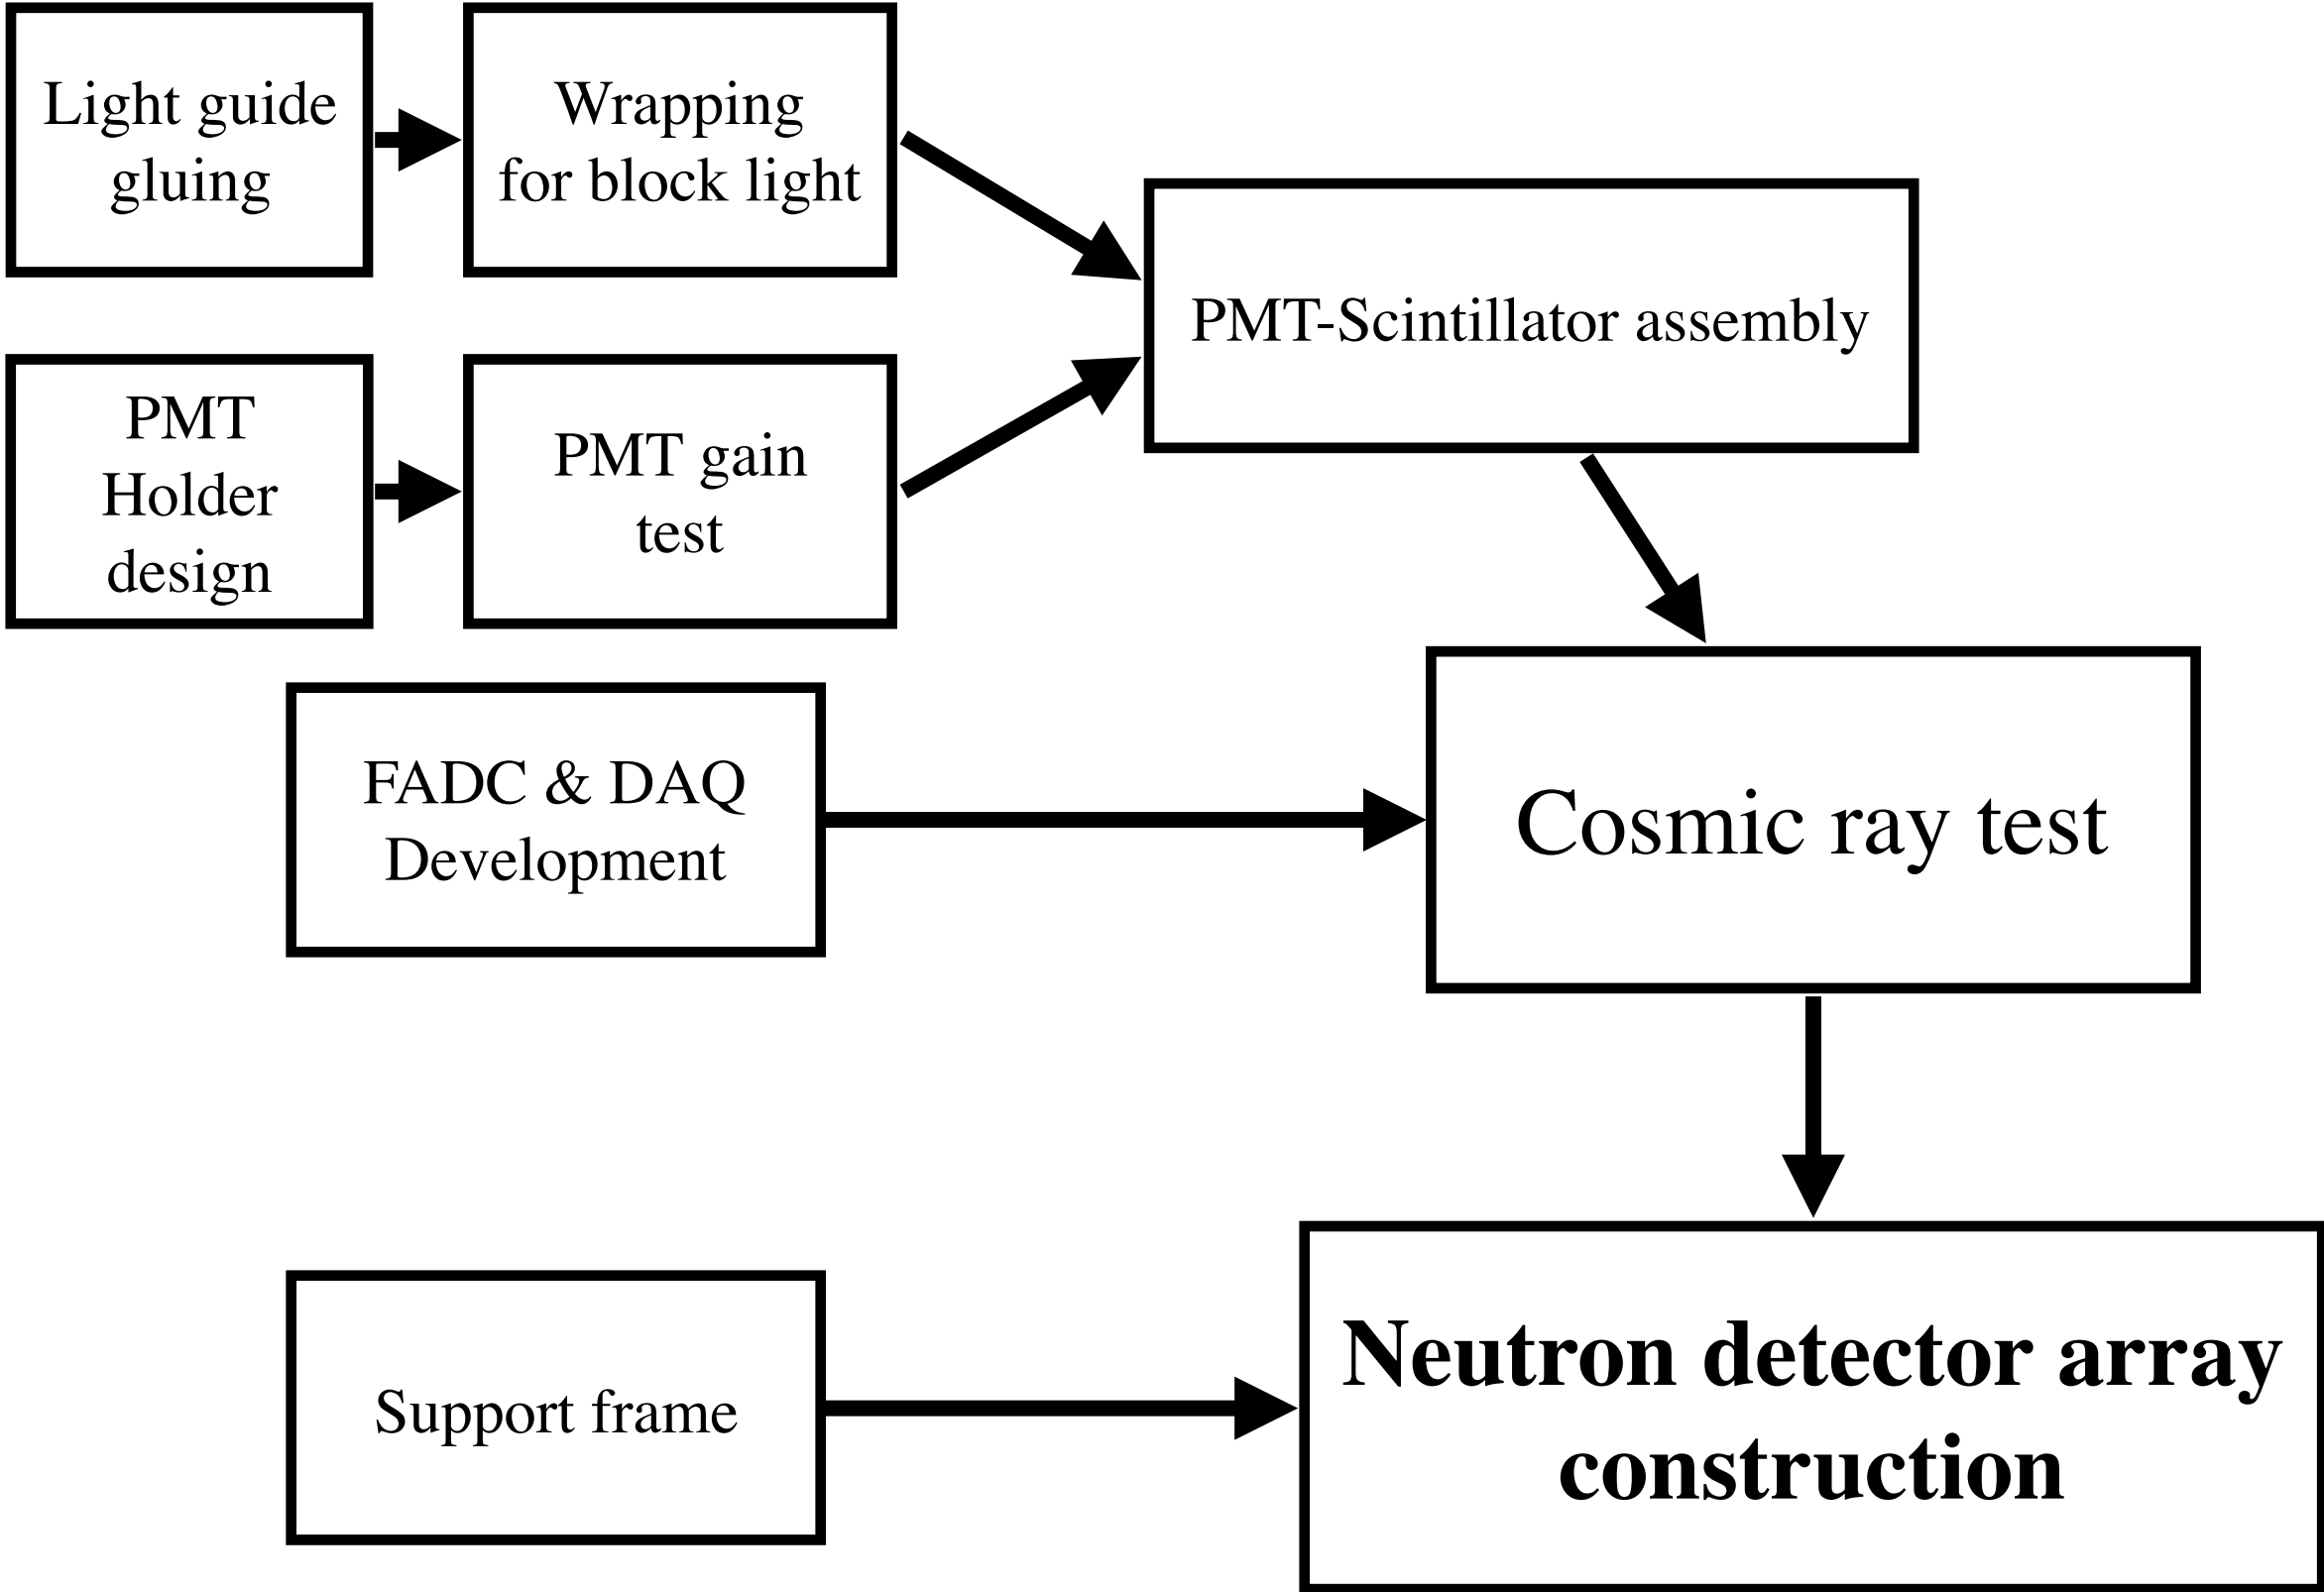 Light guide
gluing
Wrapping
for block light
PMT-Scintillator assembly
PMT
Holder
design
PMT gain
test
FADC & DAQ
Development
Cosmic ray test
Support frame
Neutron detector array
construction